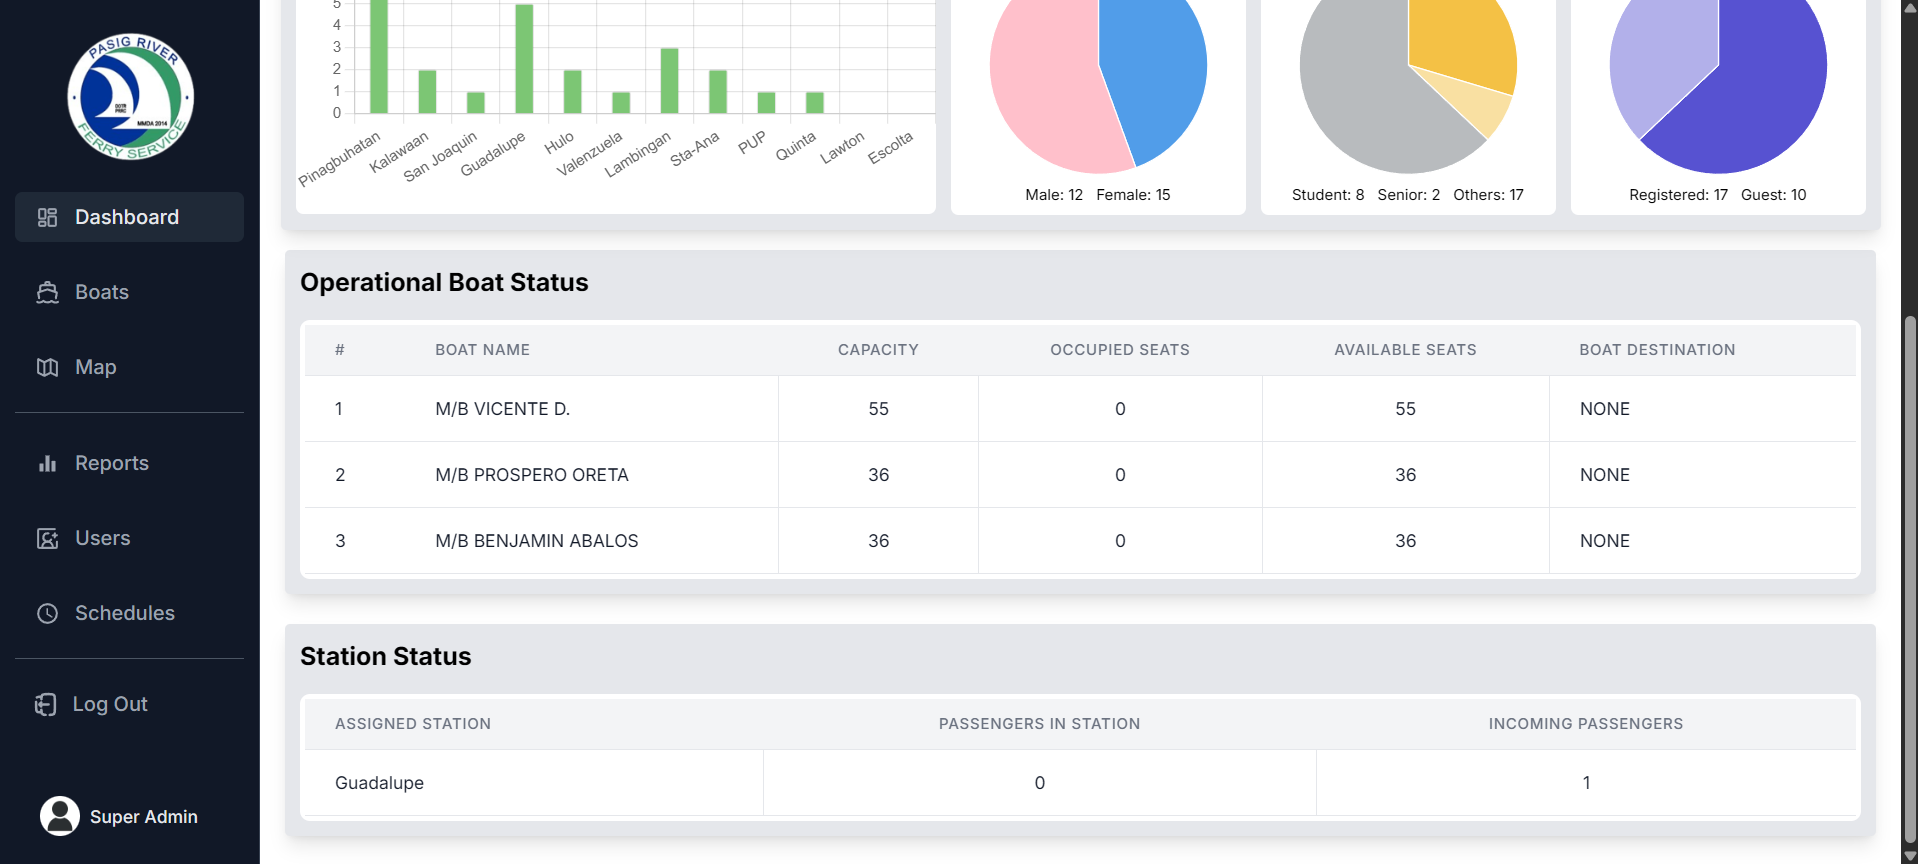 PASIG RIVER
DOTR
PRRC
MMDA 2014
FERRY SERVICE
Dashboard
Boats
Map
Reports
Users
Schedules
Log Out
Super Admin
5
4
3
2
1
0
Pinagbuhatan
Kalawaan
San Joaquin
Guadalupe
Hulo
Valenzuela
Lambingan
Sta-Ana
PUP
Quinta
Lawton
Escolta
Male: 12 Female: 15
Student: 8 Senior: 2 Others: 17
Registered: 17 Guest: 10
Operational Boat Status
# BOAT NAME CAPACITY OCCUPIED SEATS AVAILABLE SEATS BOAT DESTINATION
1 M/B VICENTE D. 55 0 55 NONE
2 M/B PROSPERO ORETA 36 0 36 NONE
3 M/B BENJAMIN ABALOS 36 0 36 NONE
Station Status
ASSIGNED STATION PASSENGERS IN STATION INCOMING PASSENGERS
Guadalupe 0 1